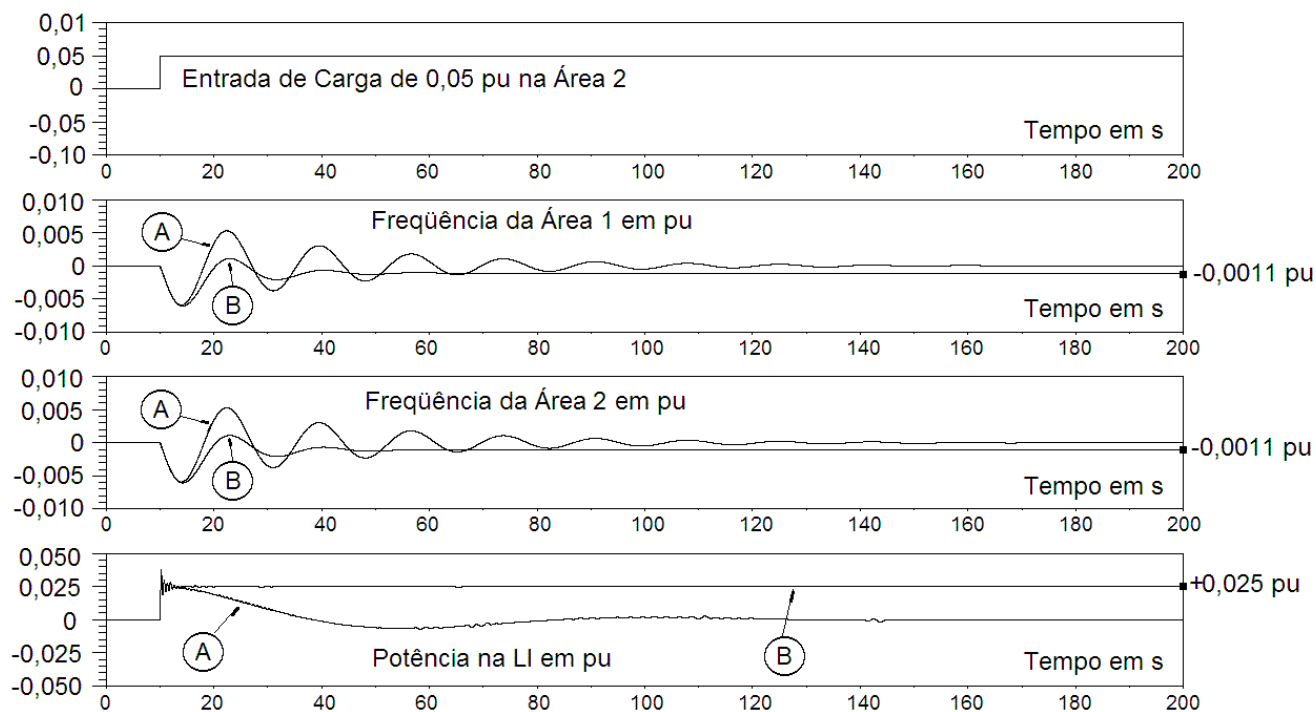 0,01
0,05
0
-0,05
-0,10
Entrada de Carga de 0,05 pu na Área 2
Tempo em s
0 20 40 60 80 100 120 140 160 180 200
0,010
0,005
0
-0,005
-0,010
A
B
Freqüência da Área 1 em pu
-0,0011 pu
Tempo em s
0 20 40 60 80 100 120 140 160 180 200
0,010
0,005
0
-0,005
-0,010
A
B
Freqüência da Área 2 em pu
-0,0011 pu
Tempo em s
0 20 40 60 80 100 120 140 160 180 200
0,050
0,025
0
-0,025
-0,050
+0,025 pu
A
Potência na LI em pu
B
Tempo em s
0 20 40 60 80 100 120 140 160 180 200